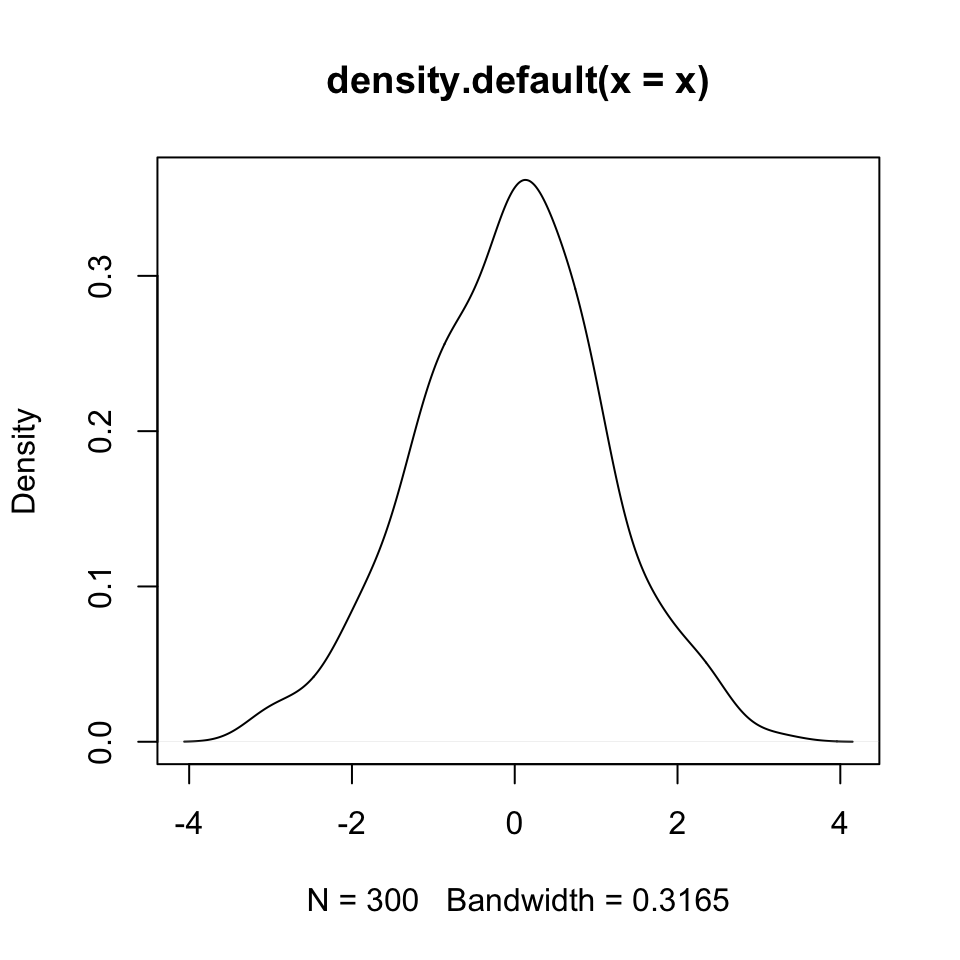 density.default(x = x)
Density
0.3
0.2
0.1
0.0
-4 -2 0 2 4
N = 300 Bandwidth = 0.3165